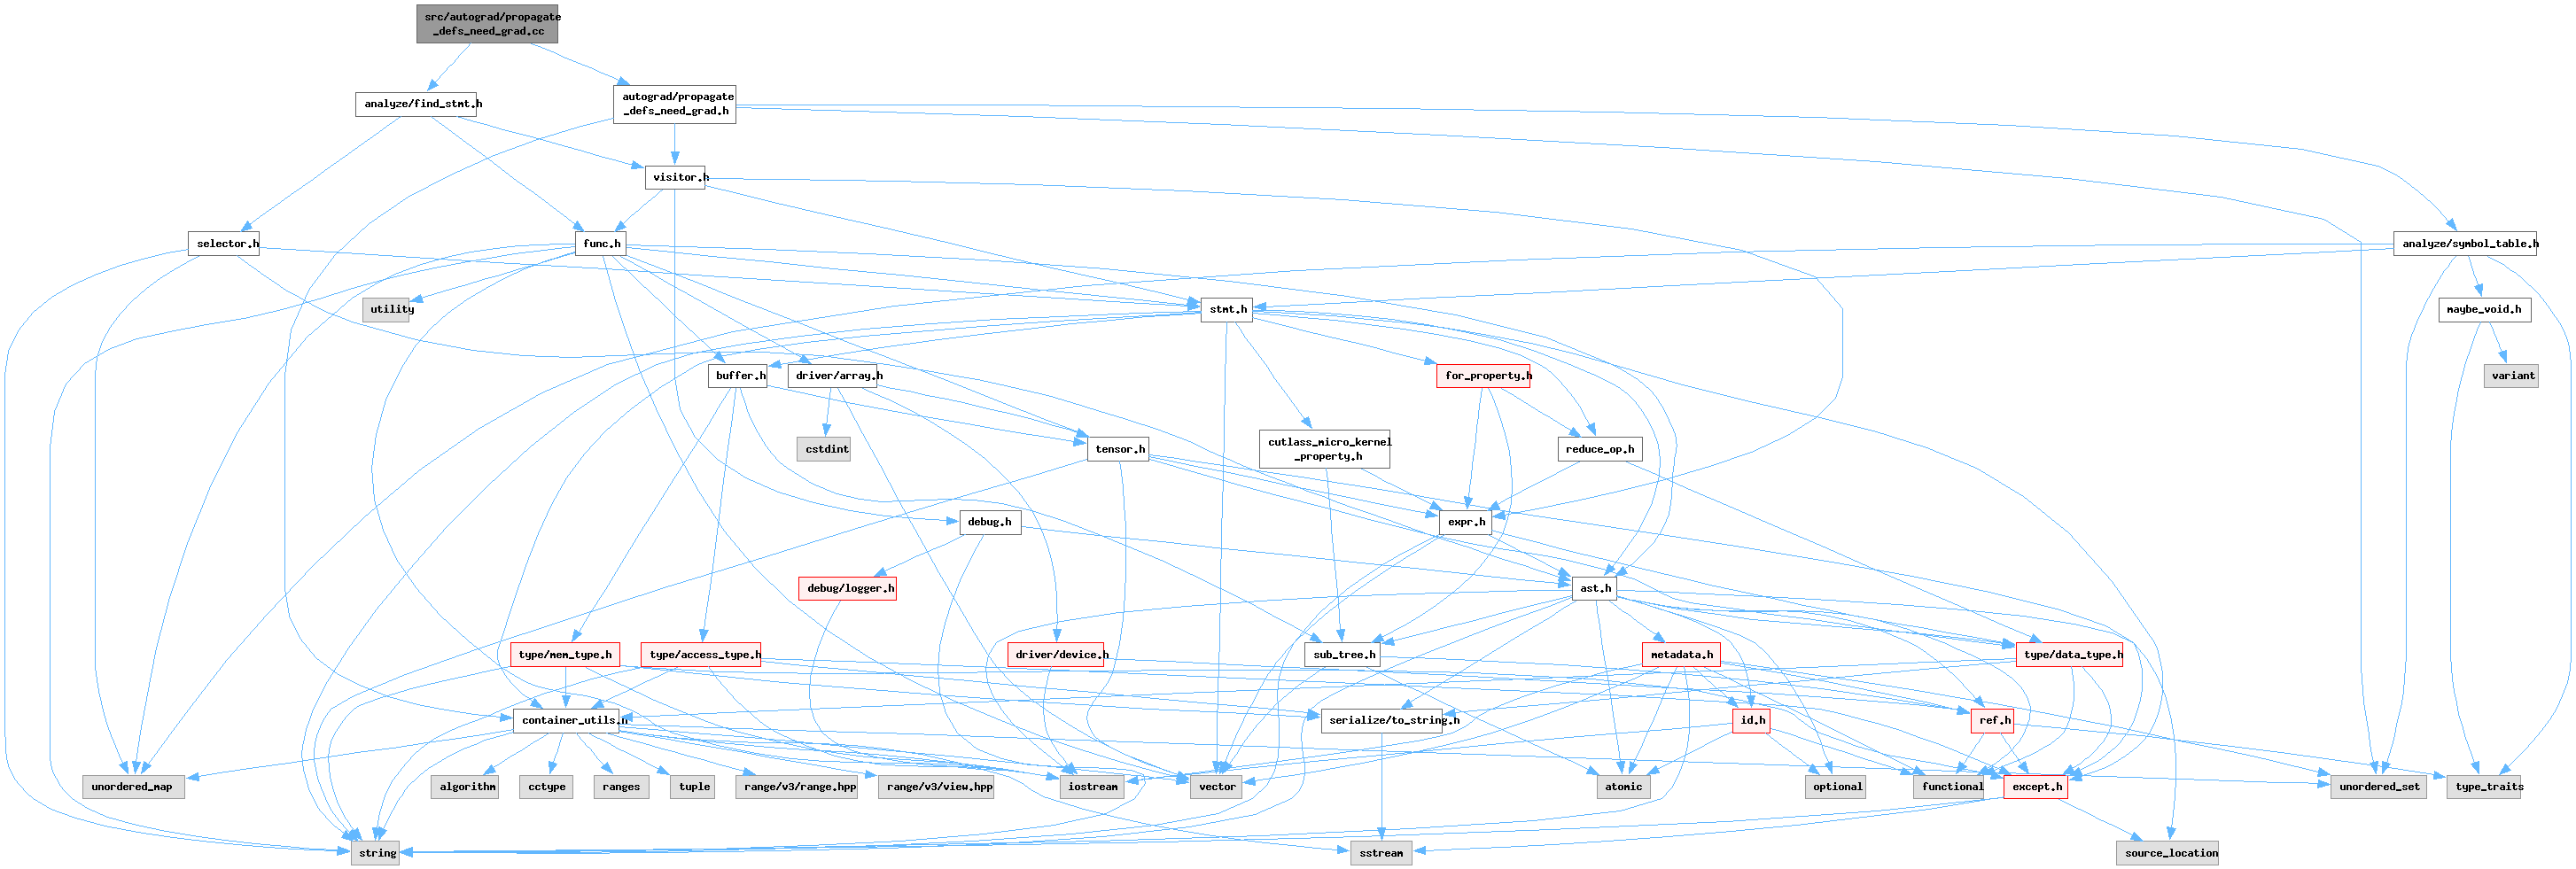 src/autograd/propagate
_defs_need_grad.cc
analyze/find_stmt.h
autograd/propagate
_defs_need_grad.h
visitor.h
selector.h
func.h
analyze/symbol_table.h
utility
stmt.h
maybe_void.h
buffer.h
driver/array.h
for_property.h
variant
cstdint
tensor.h
cutlass_micro_kernel
_property.h
reduce_op.h
debug.h
expr.h
debug/logger.h
ast.h
type/mem_type.h
type/access_type.h
driver/device.h
sub_tree.h
metadata.h
type/data_type.h
container_utils.h
serialize/to_string.h
id.h
ref.h
unordered_map
algorithm
cctype
ranges
tuple
range/v3/range.hpp
range/v3/view.hpp
iostream
vector
atomic
optional
functional
except.h
unordered_set
type_traits
string
sstream
source_location